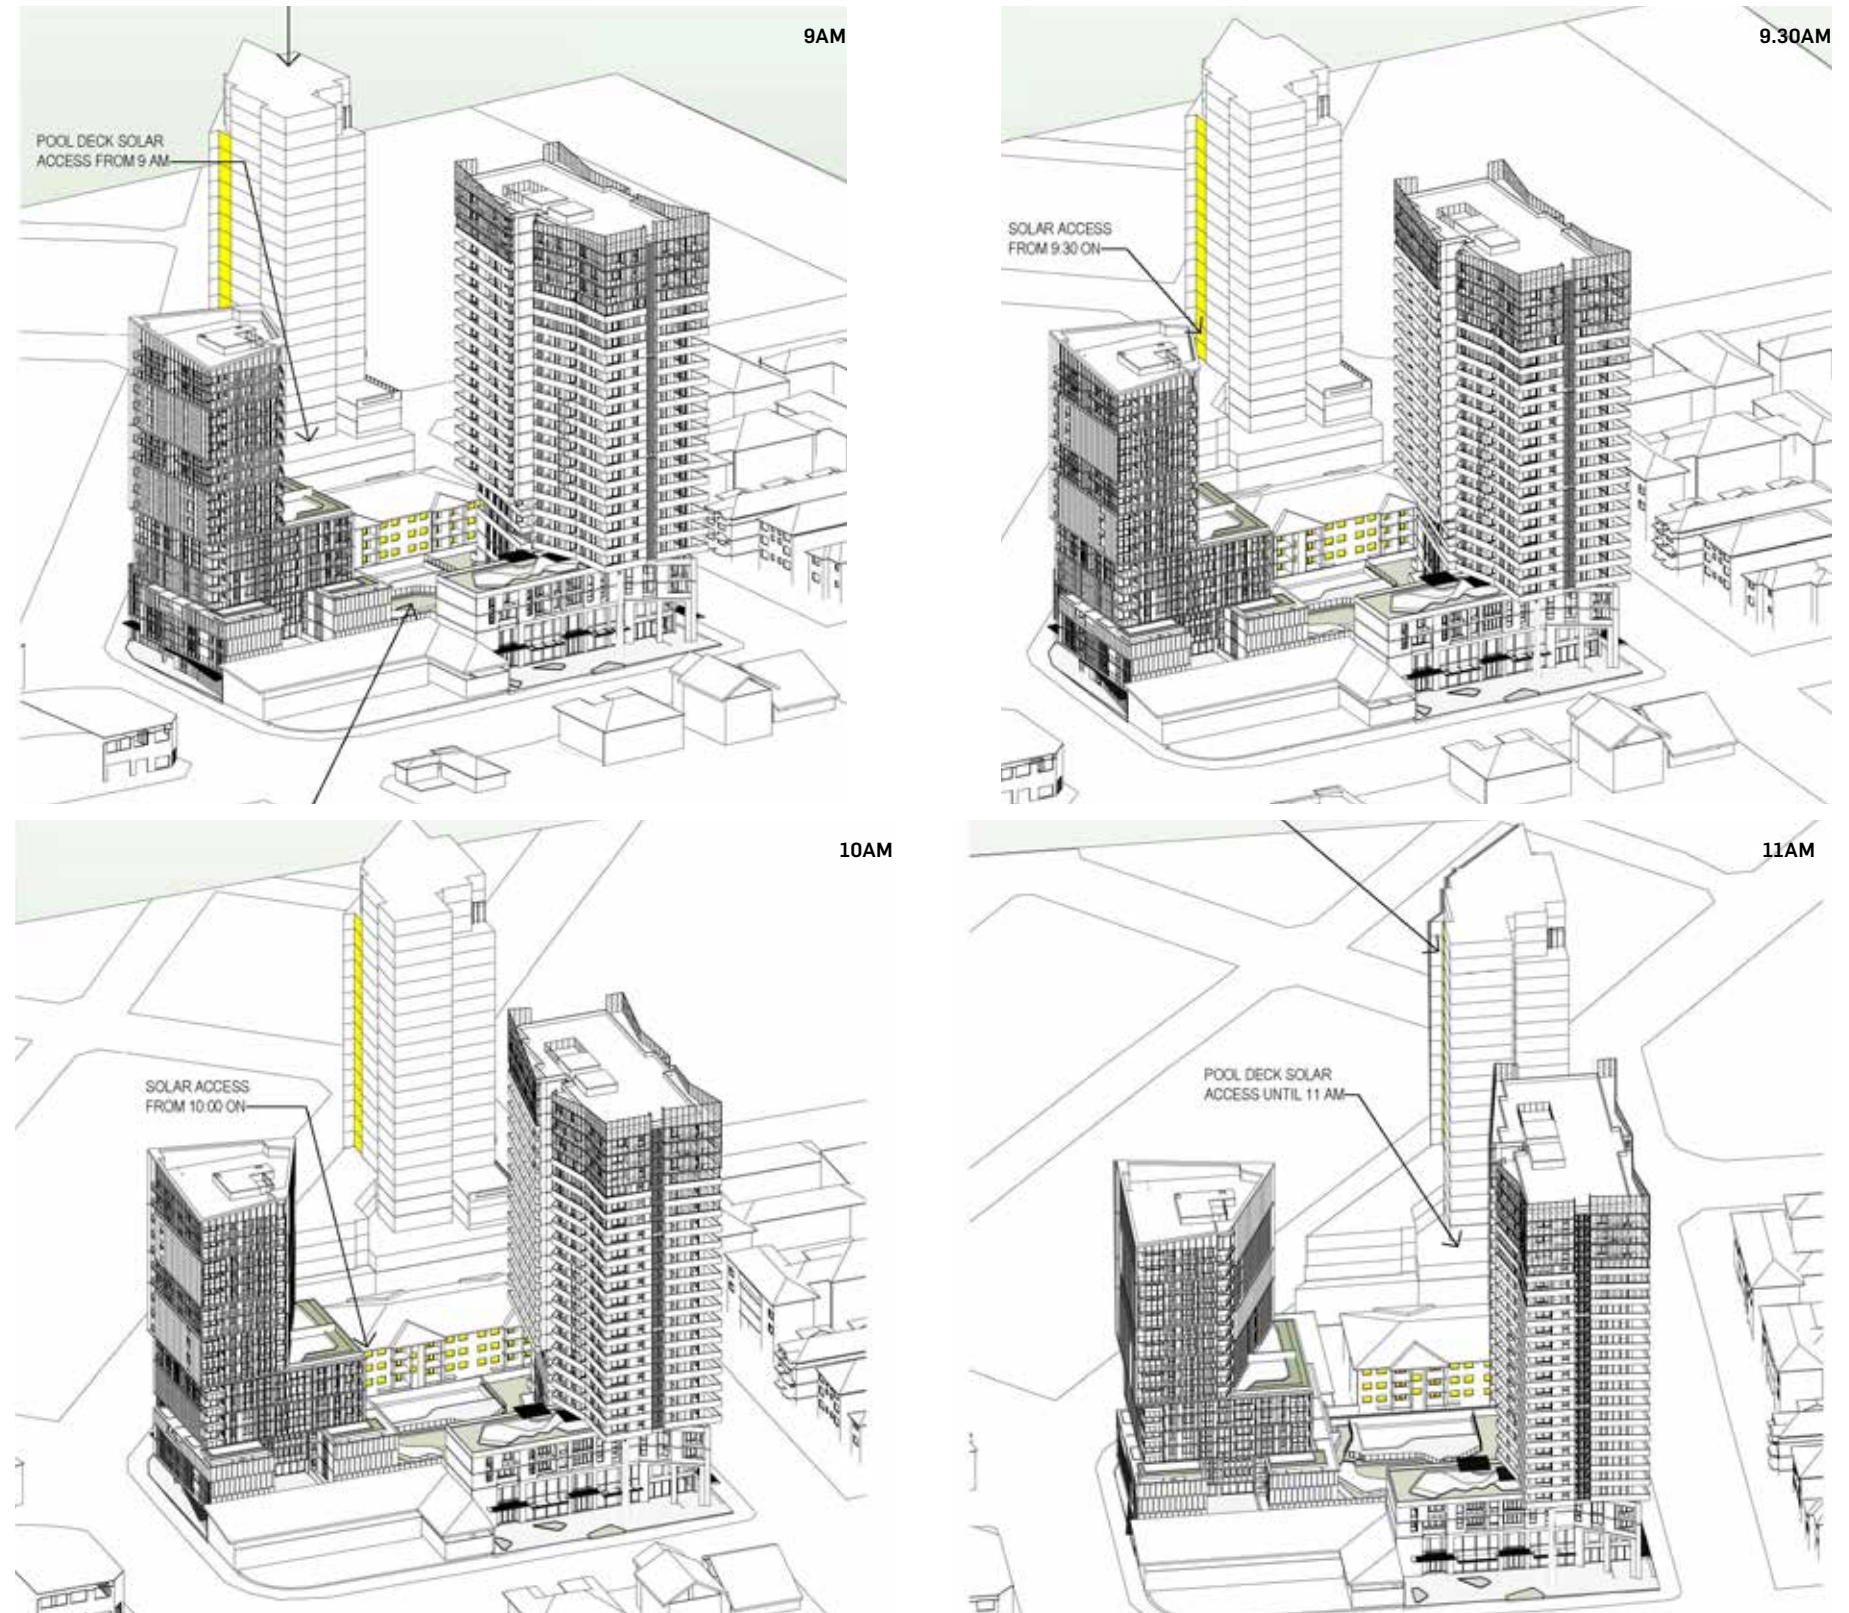 9AM
POOL DECK SOLAR
ACCESS FROM 9 AM
9.30AM
SOLAR ACCESS
FROM 9.30 ON
10AM
SOLAR ACCESS
FROM 10:00 ON
11AM
POOL DECK SOLAR
ACCESS UNTIL 11 AM